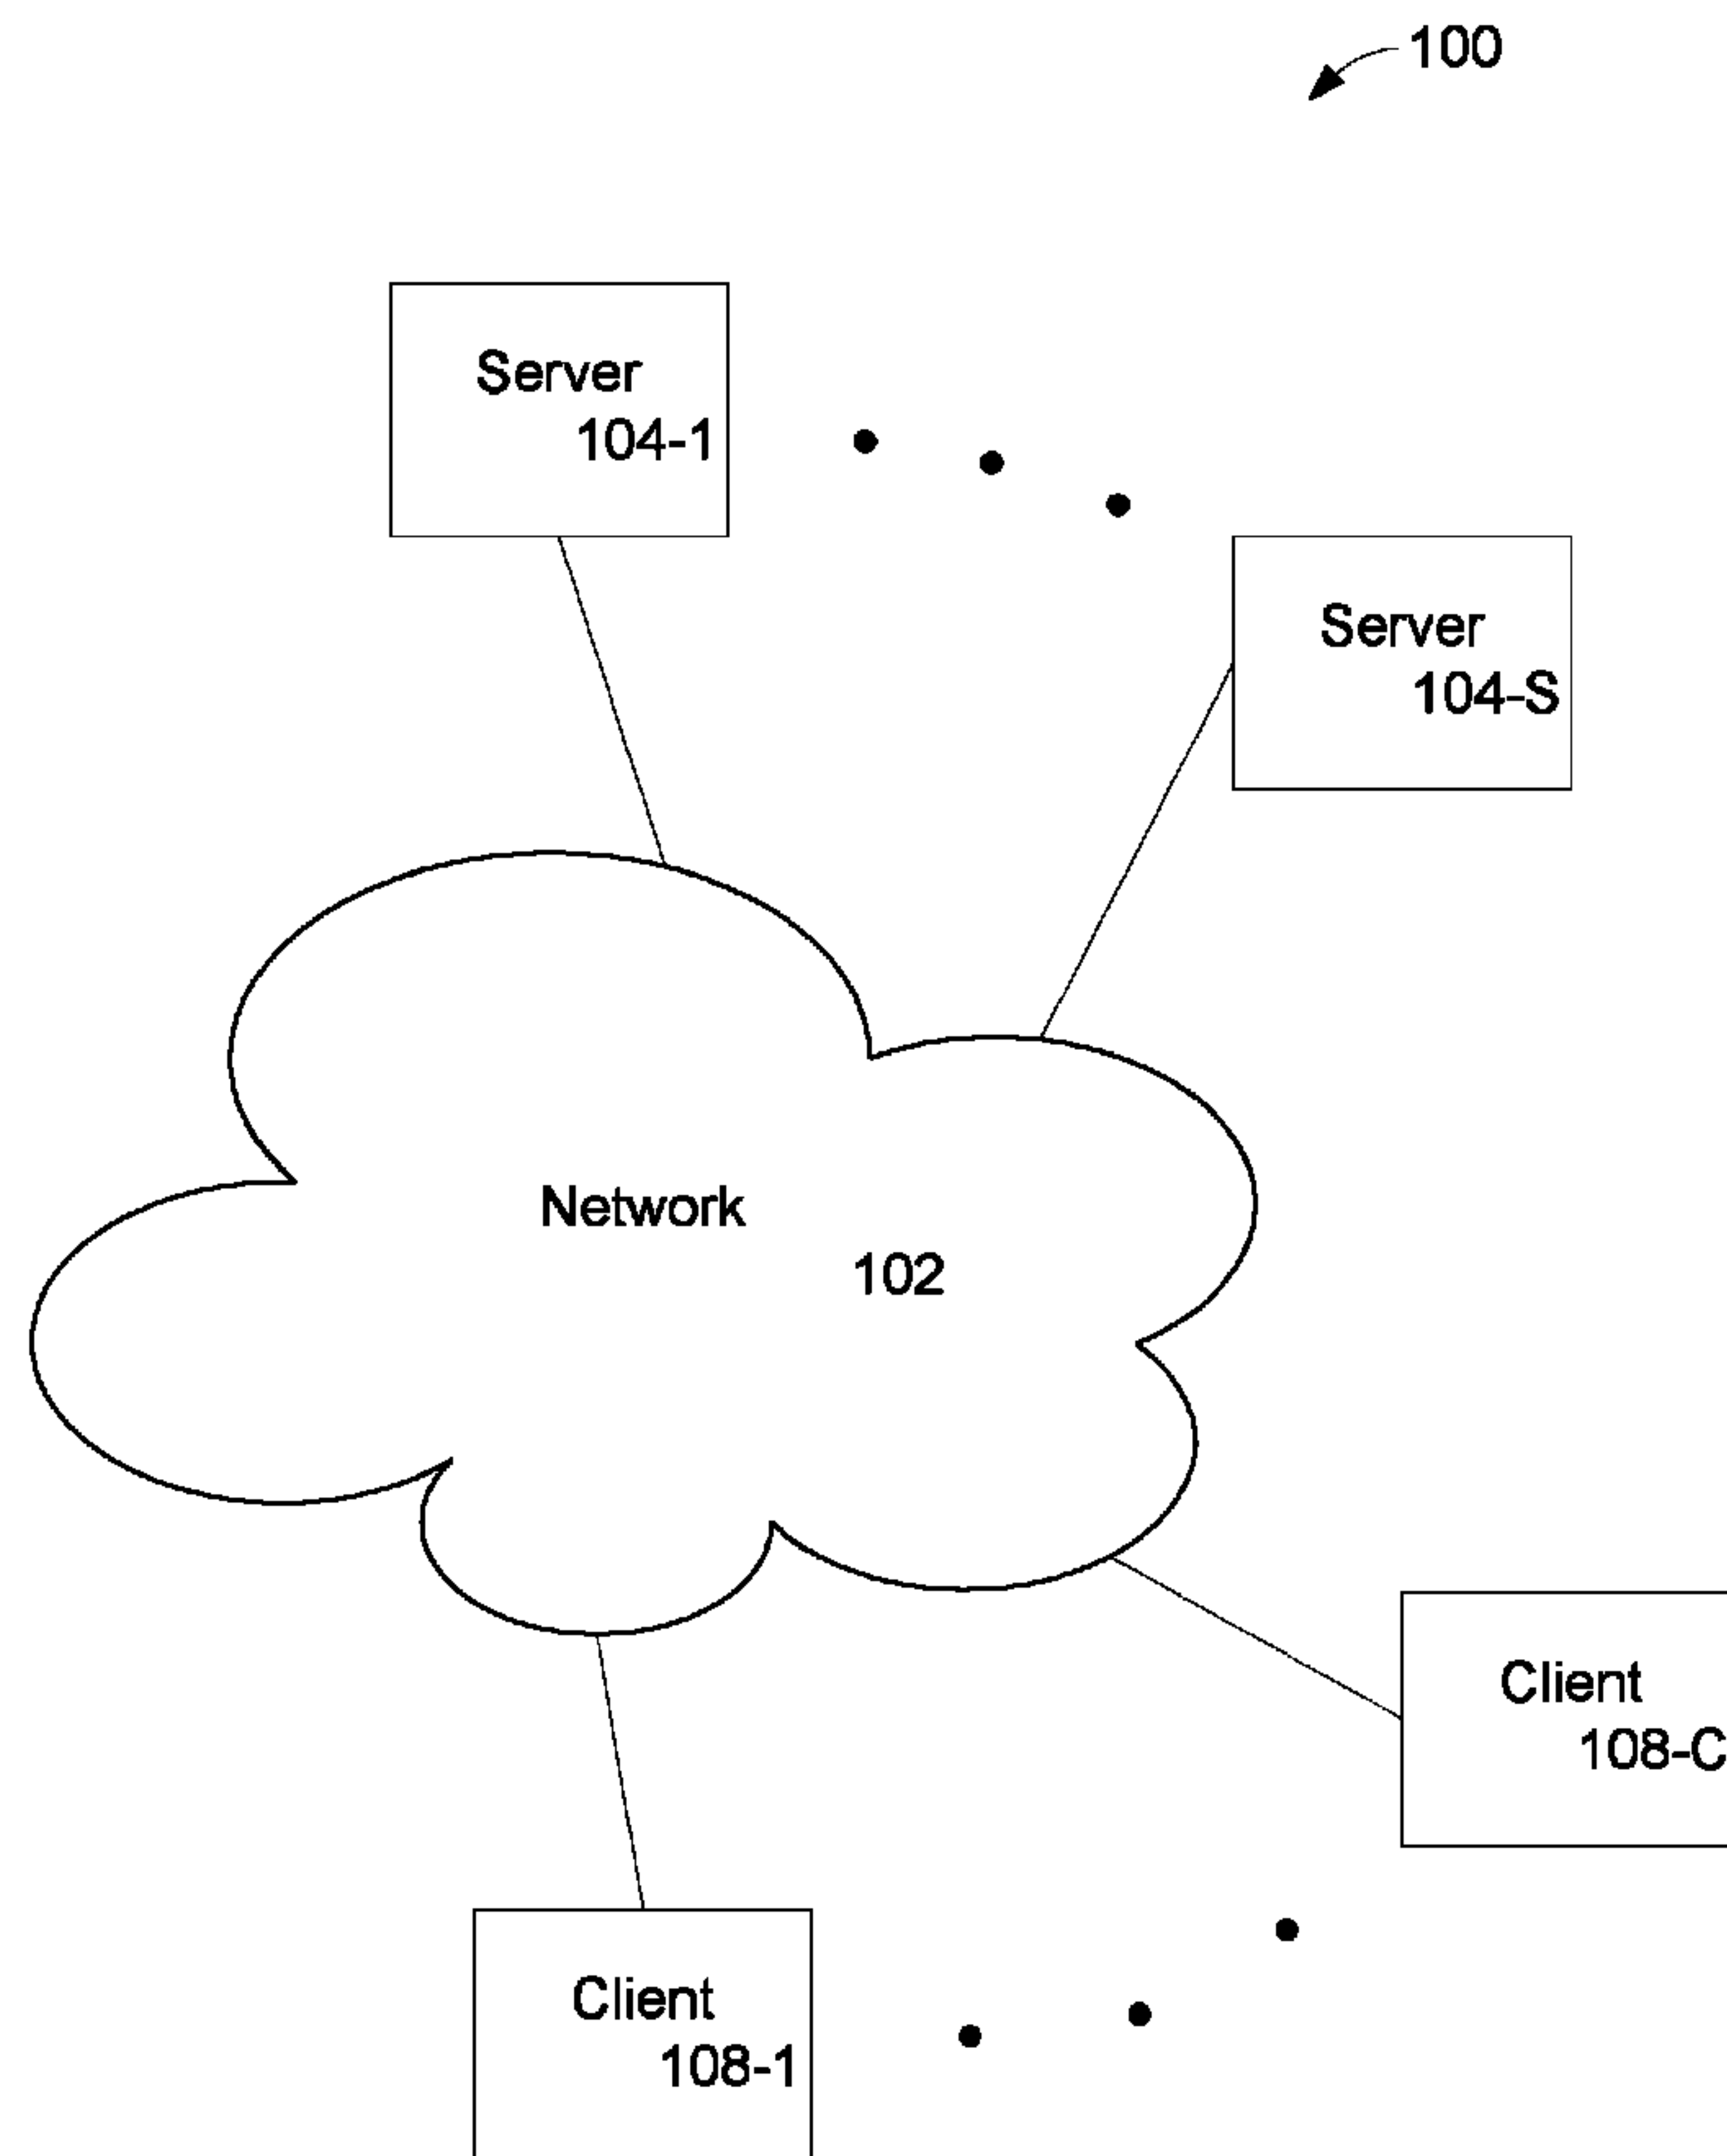 100
Server
104-1
Server
104-S
Network
102
Client
108-C
Client
108-1